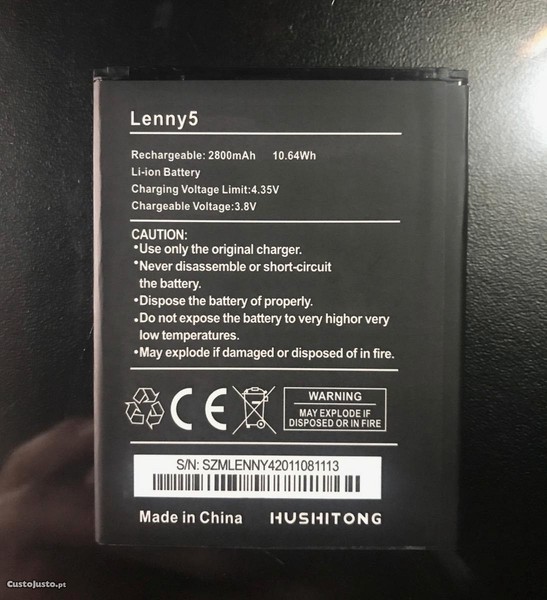 Lenny5
Rechargeable: 2800mAh 10.64Wh
Li-ion Battery
Charging Voltage Limit:4.35V
Chargeable Voltage:3.8V
CAUTION:
•Use only the original charger.
•Never disassemble or short-circuit
the battery.
•Dispose the battery of properly.
•Do not expose the battery to very highor very
low temperatures.
•May explode if damaged or disposed of in fire.
CE
WARNING
MAY EXPLODE IF
DISPOSED OR IN FIRE
S/N: SZMLENNY42011081113
Made in China HUSHITONG
CustoJusto.pt